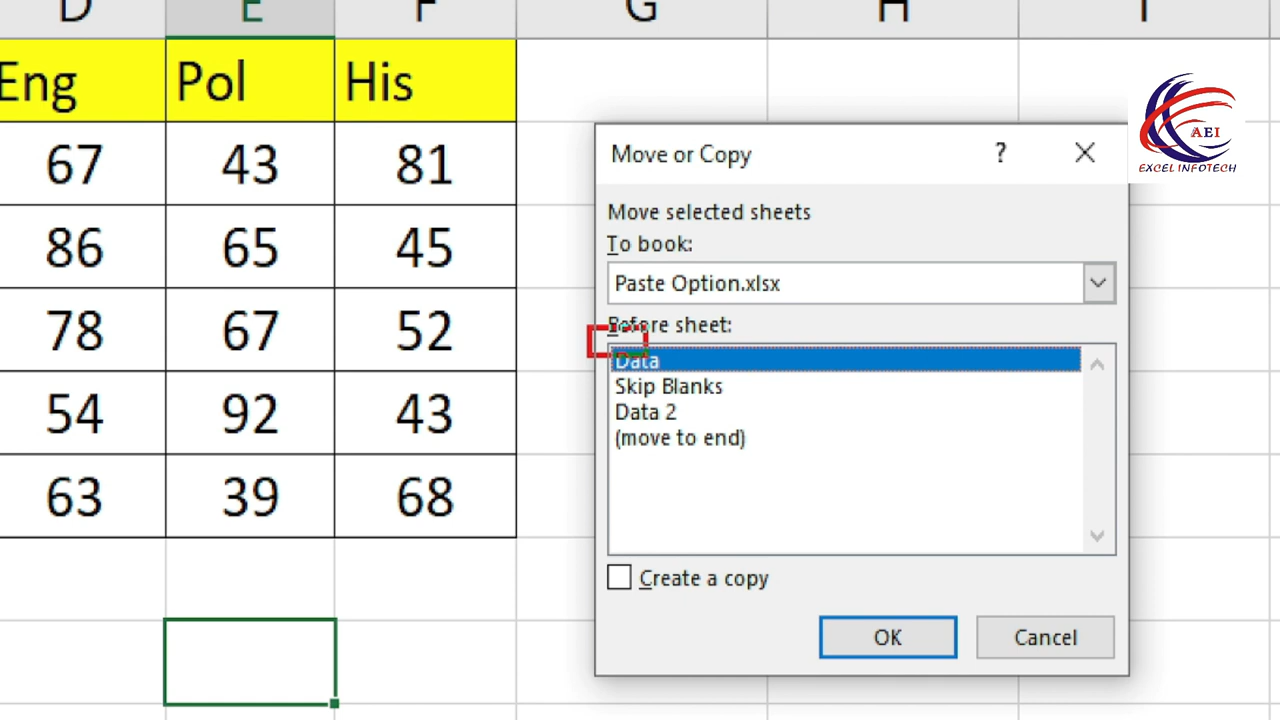 D E F G H I
Eng Pol His
67 43 81
86 65 45
78 67 52
54 92 43
63 39 68
Move or Copy ?
Move selected sheets
To book:
Paste Option.xlsx
Before sheet:
Data
Skip Blanks
Data 2
(move to end)
Create a copy
OK Cancel
AEI
EXCEL INFOTECH